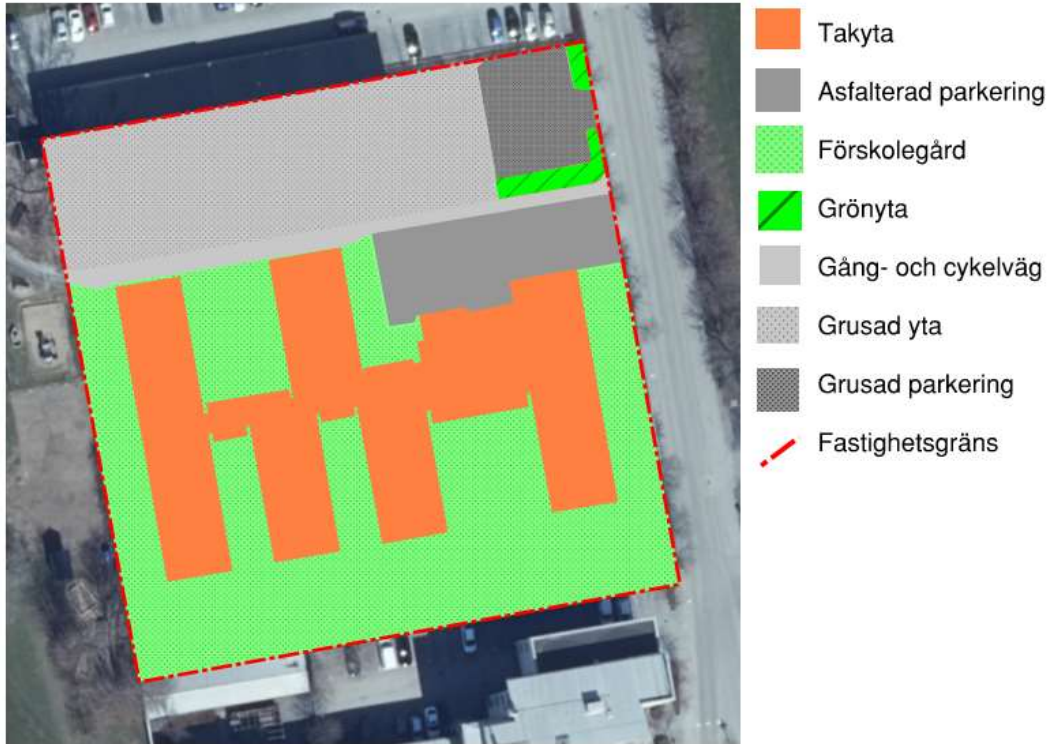 Takyta
Asfalterad parkering
Förskolegård
Grönyta
Gång- och cykelväg
Grusad yta
Grusad parkering
Fastighetsgräns